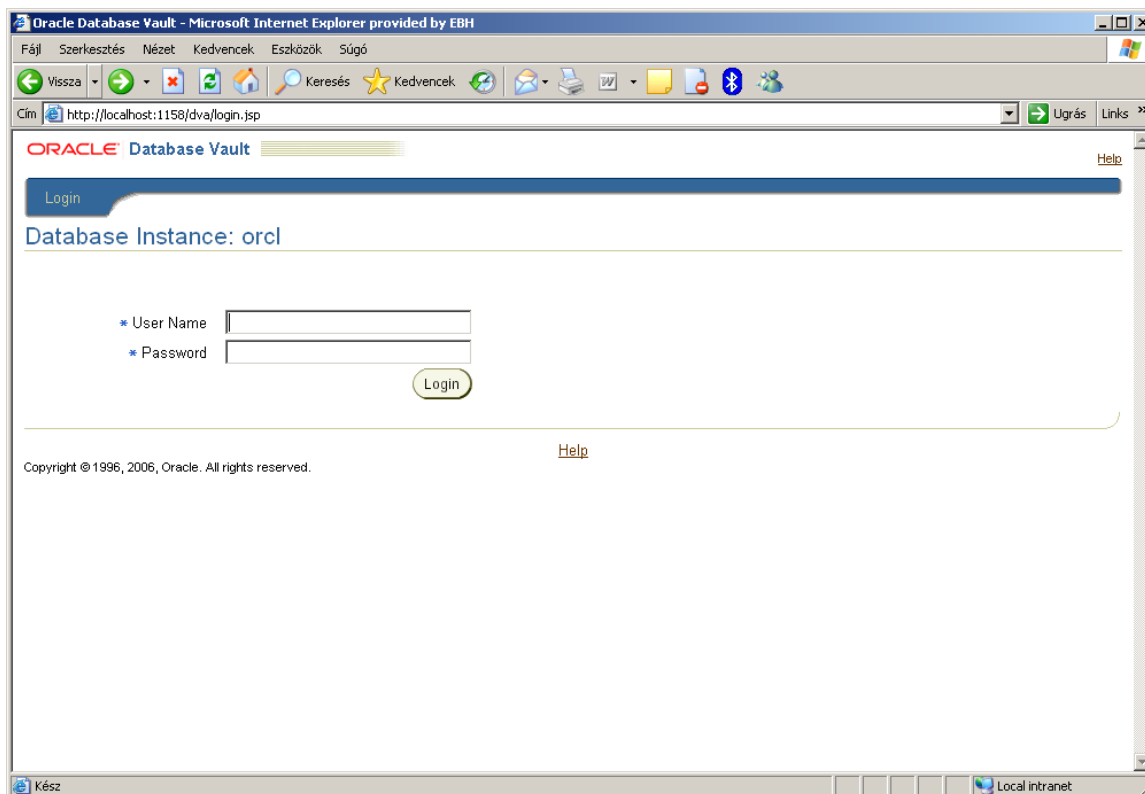 Oracle Database Vault - Microsoft Internet Explorer provided by EBH
Fájl Szerkesztés Nézet Kedvencek Eszközök Súgó
Vissza Keresés Kedvencek
Cím http://localhost:1158/dva/login.jsp Ugrás Links »
ORACLE Database Vault
Help
Login
Database Instance: orcl
* User Name
* Password
Login
Help
Copyright © 1996, 2006, Oracle. All rights reserved.
Kész Local intranet